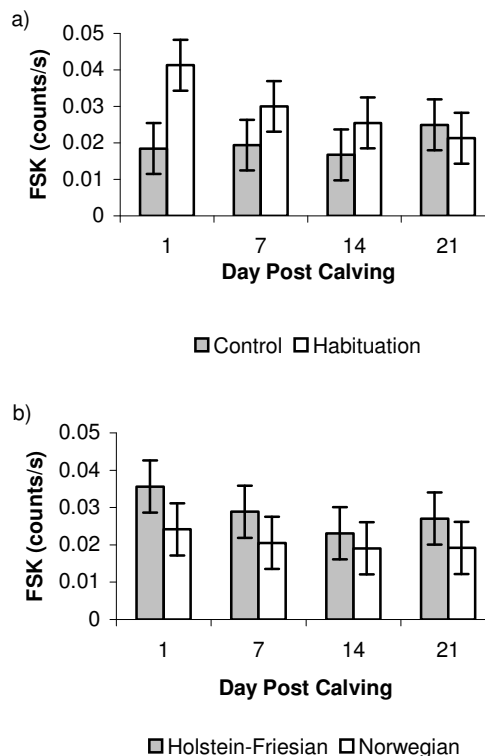 a)
0.05
0.04
0.03
0.02
0.01
0
FSK (counts/s)
1 7 14 21
Day Post Calving
Control Habituation
b)
0.05
0.04
0.03
0.02
0.01
0
FSK (counts/s)
1 7 14 21
Day Post Calving
Holstein-Friesian Norwegian